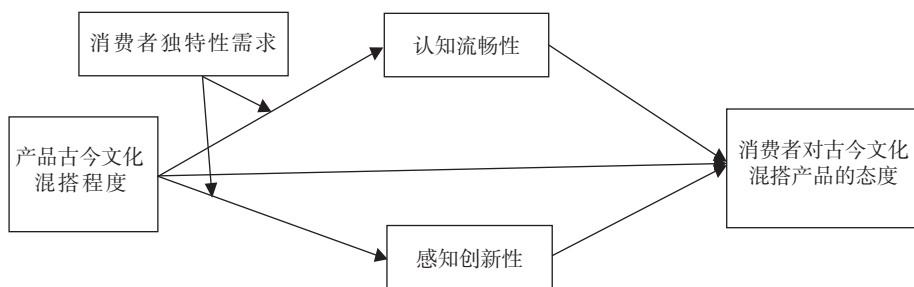 消费者独特性需求
认知流畅性
产品古今文化
混搭程度
消费者对古今文化
混搭产品的态度
感知创新性